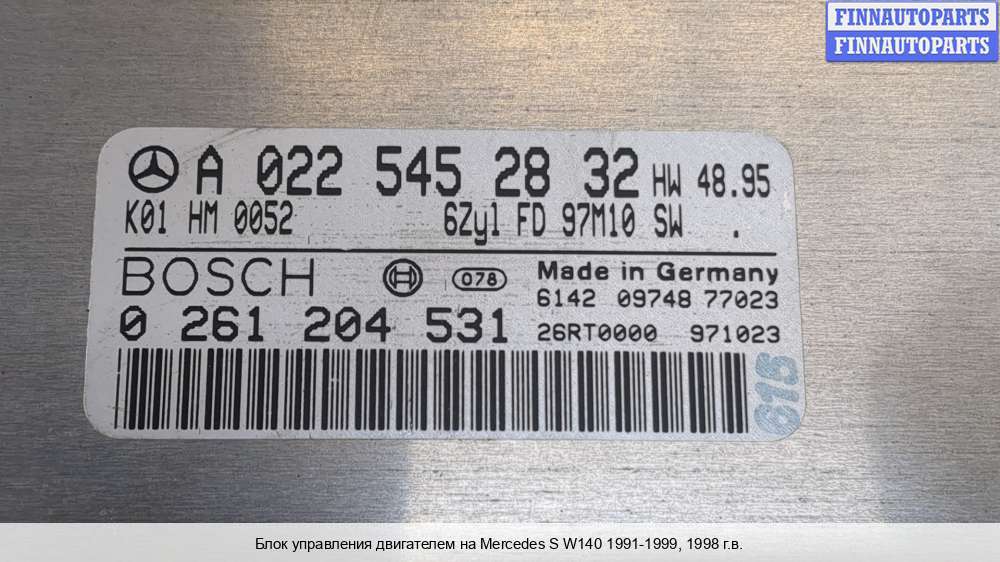 FINNAUTOPARTS
FINNAUTOPARTS
A 022 545 28 32 HW 48.95
K01 HM 0052 6Zyl FD 97M10 SW .
BOSCH 078 Made in Germany
6142 09748 77023
0 261 204 531 26RT0000 971023
615
Блок управления двигателем на Mercedes S W140 1991-1999, 1998 г.в.